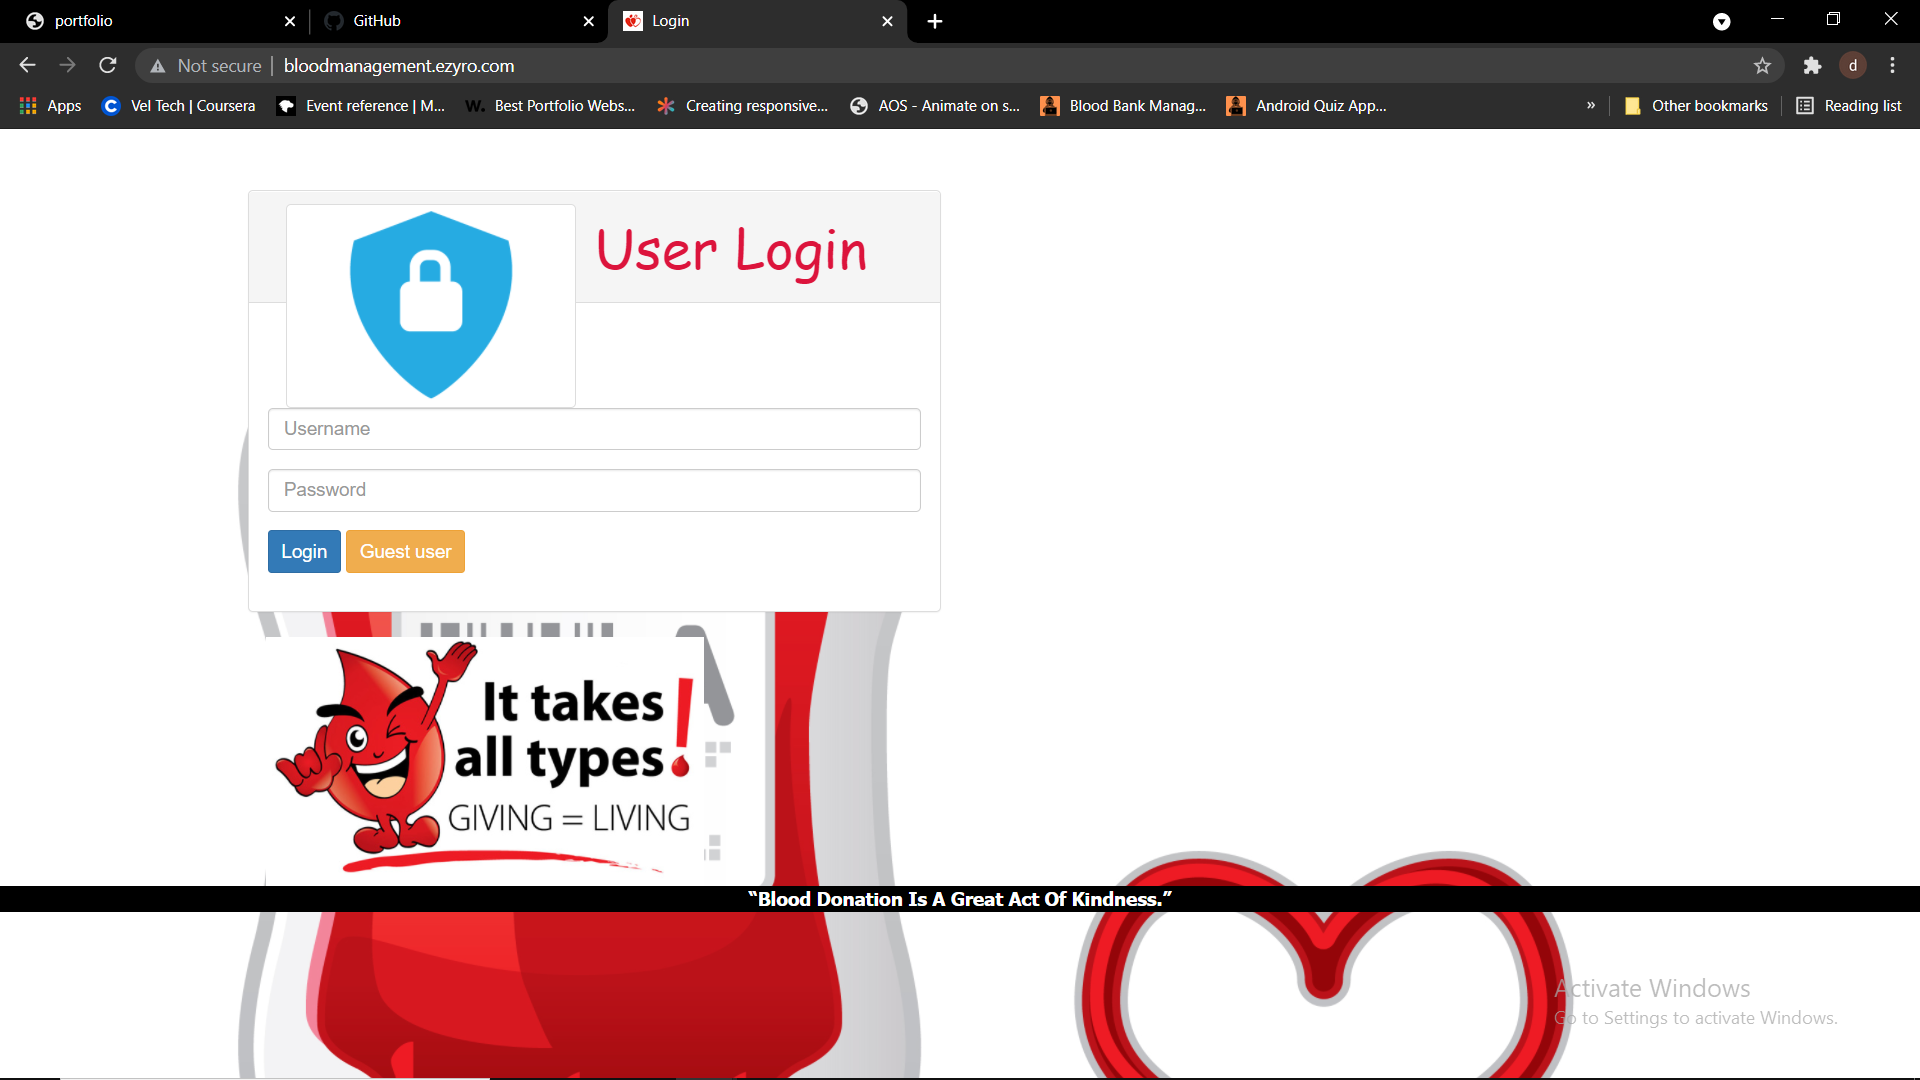 portfolio
GitHub
Login
Not secure
bloodmanagement.ezyro.com
d
Apps
Vel Tech | Coursera
Event reference | M...
W. Best Portfolio Webs...
Creating responsive...
AOS - Animate on s...
Blood Bank Manag...
Android Quiz App...
»
Other bookmarks
Reading list
User Login
Username
Password
Login
Guest user
It takes
all types!
GIVING = LIVING
“Blood Donation Is A Great Act Of Kindness.”
Activate Windows
Go to Settings to activate Windows.